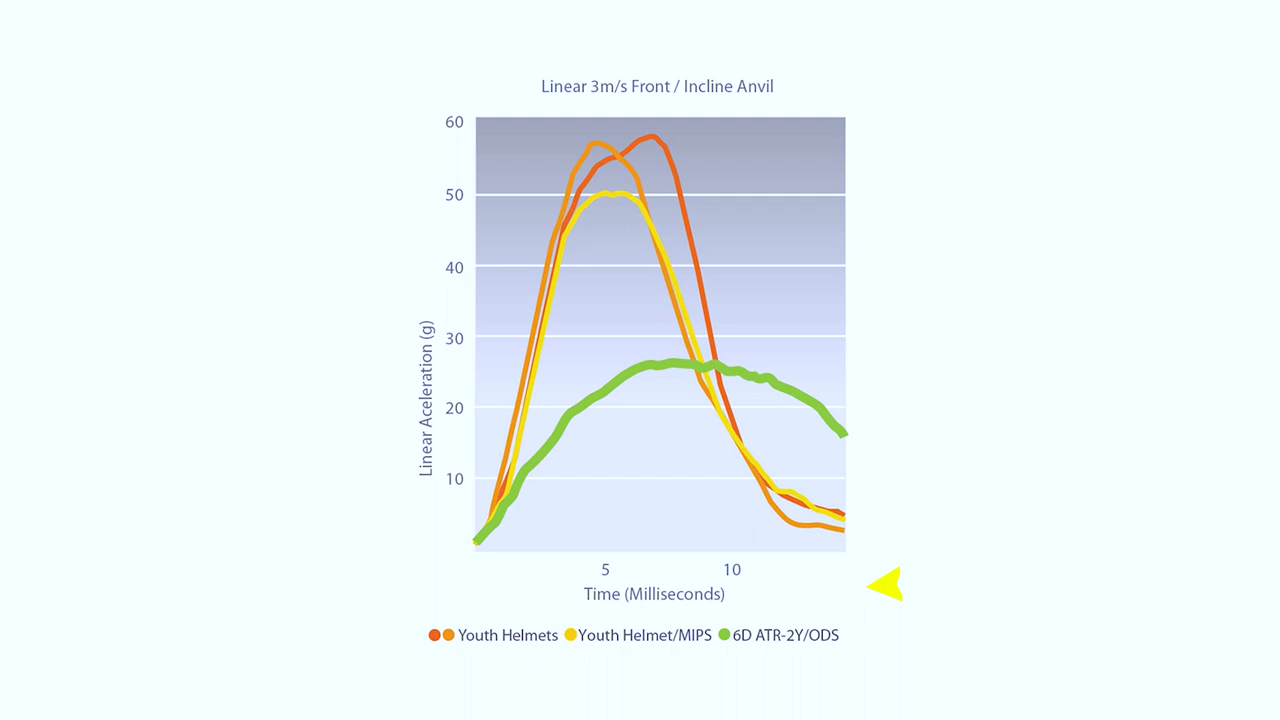 Linear 3m/s Front / Incline Anvil
60
50
40
30
20
10
Linear Aceleration (g)
5 10
Time (Milliseconds)
Youth Helmets Youth Helmet/MIPS 6D ATR-2Y/ODS